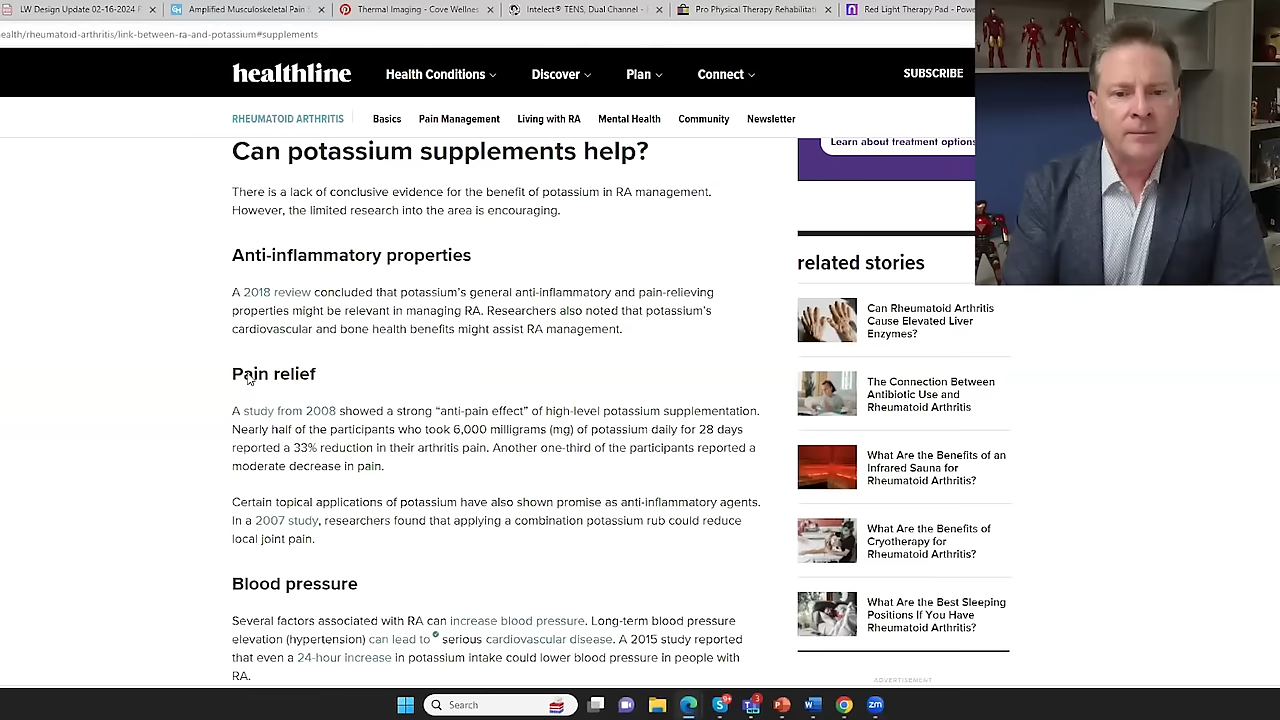 LW Design Update 02-16-2024
Amplified Musculoskeletal Pain S
Thermal Imaging - Cove Wellnes
Intelect® TENS, Dual Channel -
Pro Physical Therapy Rehabilitati
Red Light Therapy Pad - Powe
ealth/rheumatoid-arthritis/link-between-ra-and-potassium#supplements
healthline
Health Conditions
Discover
Plan
Connect
SUBSCRIBE
RHEUMATOID ARTHRITIS
Basics
Pain Management
Living with RA
Mental Health
Community
Newsletter
Can potassium supplements help?
There is a lack of conclusive evidence for the benefit of potassium in RA management.
However, the limited research into the area is encouraging.
Anti-inflammatory properties
A 2018 review concluded that potassium's general anti-inflammatory and pain-relieving
properties might be relevant in managing RA. Researchers also noted that potassium's
cardiovascular and bone health benefits might assist RA management.
Pain relief
A study from 2008 showed a strong “anti-pain effect” of high-level potassium supplementation.
Nearly half of the participants who took 6,000 milligrams (mg) of potassium daily for 28 days
reported a 33% reduction in their arthritis pain. Another one-third of the participants reported a
moderate decrease in pain.
Certain topical applications of potassium have also shown promise as anti-inflammatory agents.
In a 2007 study, researchers found that applying a combination potassium rub could reduce
local joint pain.
Blood pressure
Several factors associated with RA can increase blood pressure. Long-term blood pressure
elevation (hypertension) can lead to serious cardiovascular disease. A 2015 study reported
that even a 24-hour increase in potassium intake could lower blood pressure in people with
RA.
Learn about treatment options
related stories
Can Rheumatoid Arthritis
Cause Elevated Liver
Enzymes?
The Connection Between
Antibiotic Use and
Rheumatoid Arthritis
What Are the Benefits of an
Infrared Sauna for
Rheumatoid Arthritis?
What Are the Benefits of
Cryotherapy for
Rheumatoid Arthritis?
What Are the Best Sleeping
Positions If You Have
Rheumatoid Arthritis?
ADVERTISEMENT
Search